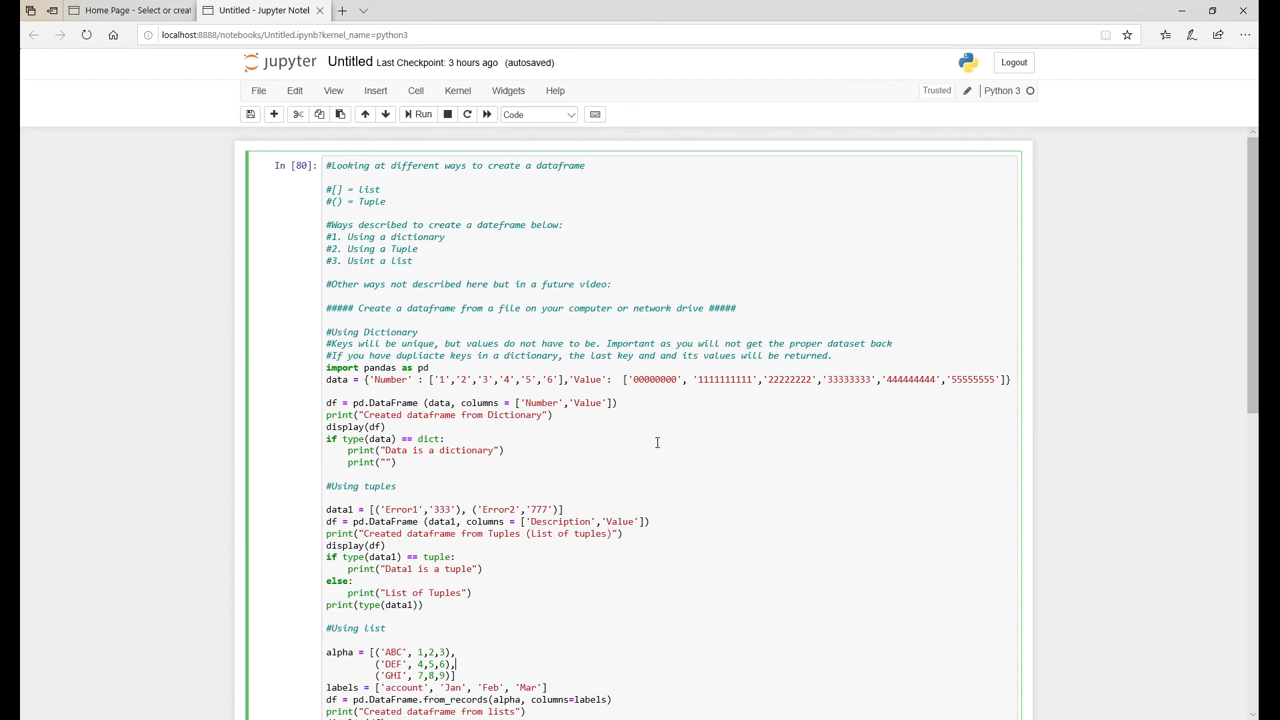 Home Page - Select or creat
Untitled - Jupyter Noteb
localhost:8888/notebooks/Untitled.ipynb?kernel_name=python3
jupyter Untitled Last Checkpoint: 3 hours ago (autosaved)
Logout
File Edit View Insert Cell Kernel Widgets Help
Trusted Python 3
Run Code
In [80]: #Looking at different ways to create a dataframe
#[] = list
#() = Tuple
#Ways described to create a dateframe below:
#1. Using a dictionary
#2. Using a Tuple
#3. Usint a list
#Other ways not described here but in a future video:
##### Create a dataframe from a file on your computer or network drive #####
#Using Dictionary
#Keys will be unique, but values do not have to be. Important as you will not get the proper dataset back
#If you have dupliacte keys in a dictionary, the last key and and its values will be returned.
import pandas as pd
data = {'Number' : ['1','2','3','4','5','6'],'Value': ['00000000', '1111111111','22222222','33333333','444444444','55555555']}
df = pd.DataFrame (data, columns = ['Number','Value'])
print("Created dataframe from Dictionary")
display(df)
if type(data) == dict:
    print("Data is a dictionary")
    print("")
#Using tuples
data1 = [('Error1','333'), ('Error2','777')]
df = pd.DataFrame (data1, columns = ['Description','Value'])
print("Created dataframe from Tuples (List of tuples)")
display(df)
if type(data1) == tuple:
    print("Data1 is a tuple")
else:
    print("List of Tuples")
print(type(data1))
#Using list
alpha = [('ABC', 1,2,3),
         ('DEF', 4,5,6),
         ('GHI', 7,8,9)]
labels = ['account', 'Jan', 'Feb', 'Mar']
df = pd.DataFrame.from_records(alpha, columns=labels)
print("Created dataframe from lists")